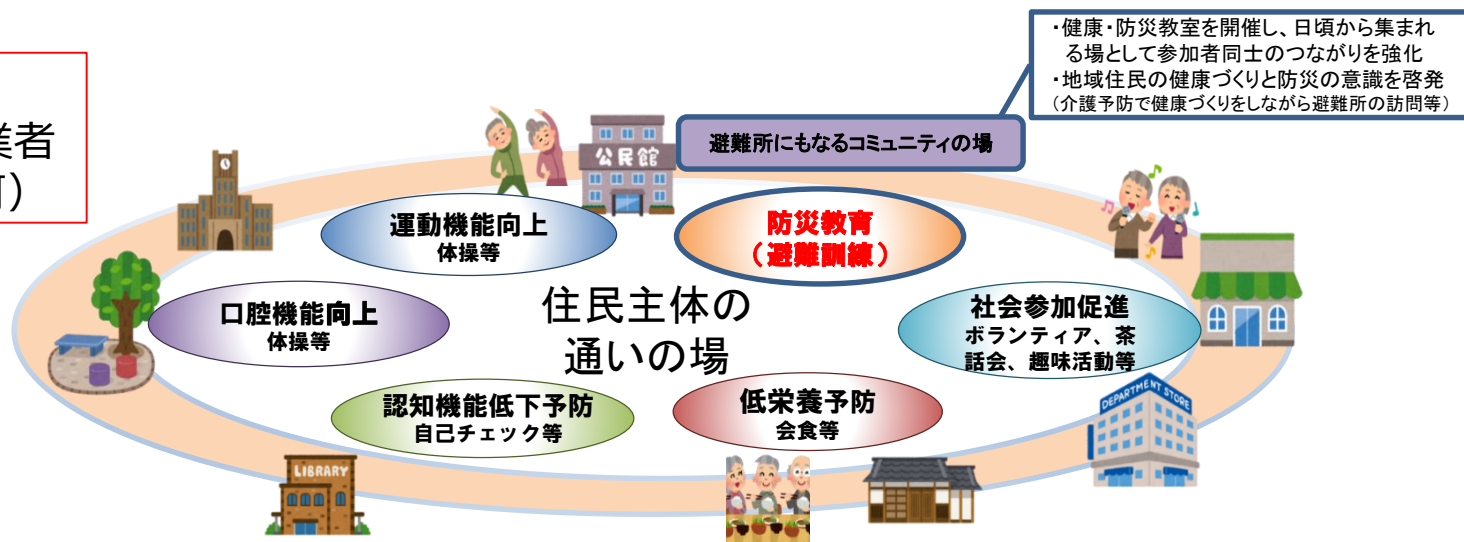 業者
・健康・防災教室を開催し、日頃から集まれ
る場として参加者同士のつながりを強化
・地域住民の健康づくりと防災の意識を啓発
（介護予防で健康づくりをしながら避難所の訪問等）
避難所にもなるコミュニティの場
公民館
運動機能向上
体操等
防災教育
（避難訓練）
口腔機能向上
体操等
住民主体の
通いの場
社会参加促進
ボランティア、茶
話会、趣味活動等
認知機能低下予防
自己チェック等
低栄養予防
会食等
DEPARTMENT STORE
LIBRARY